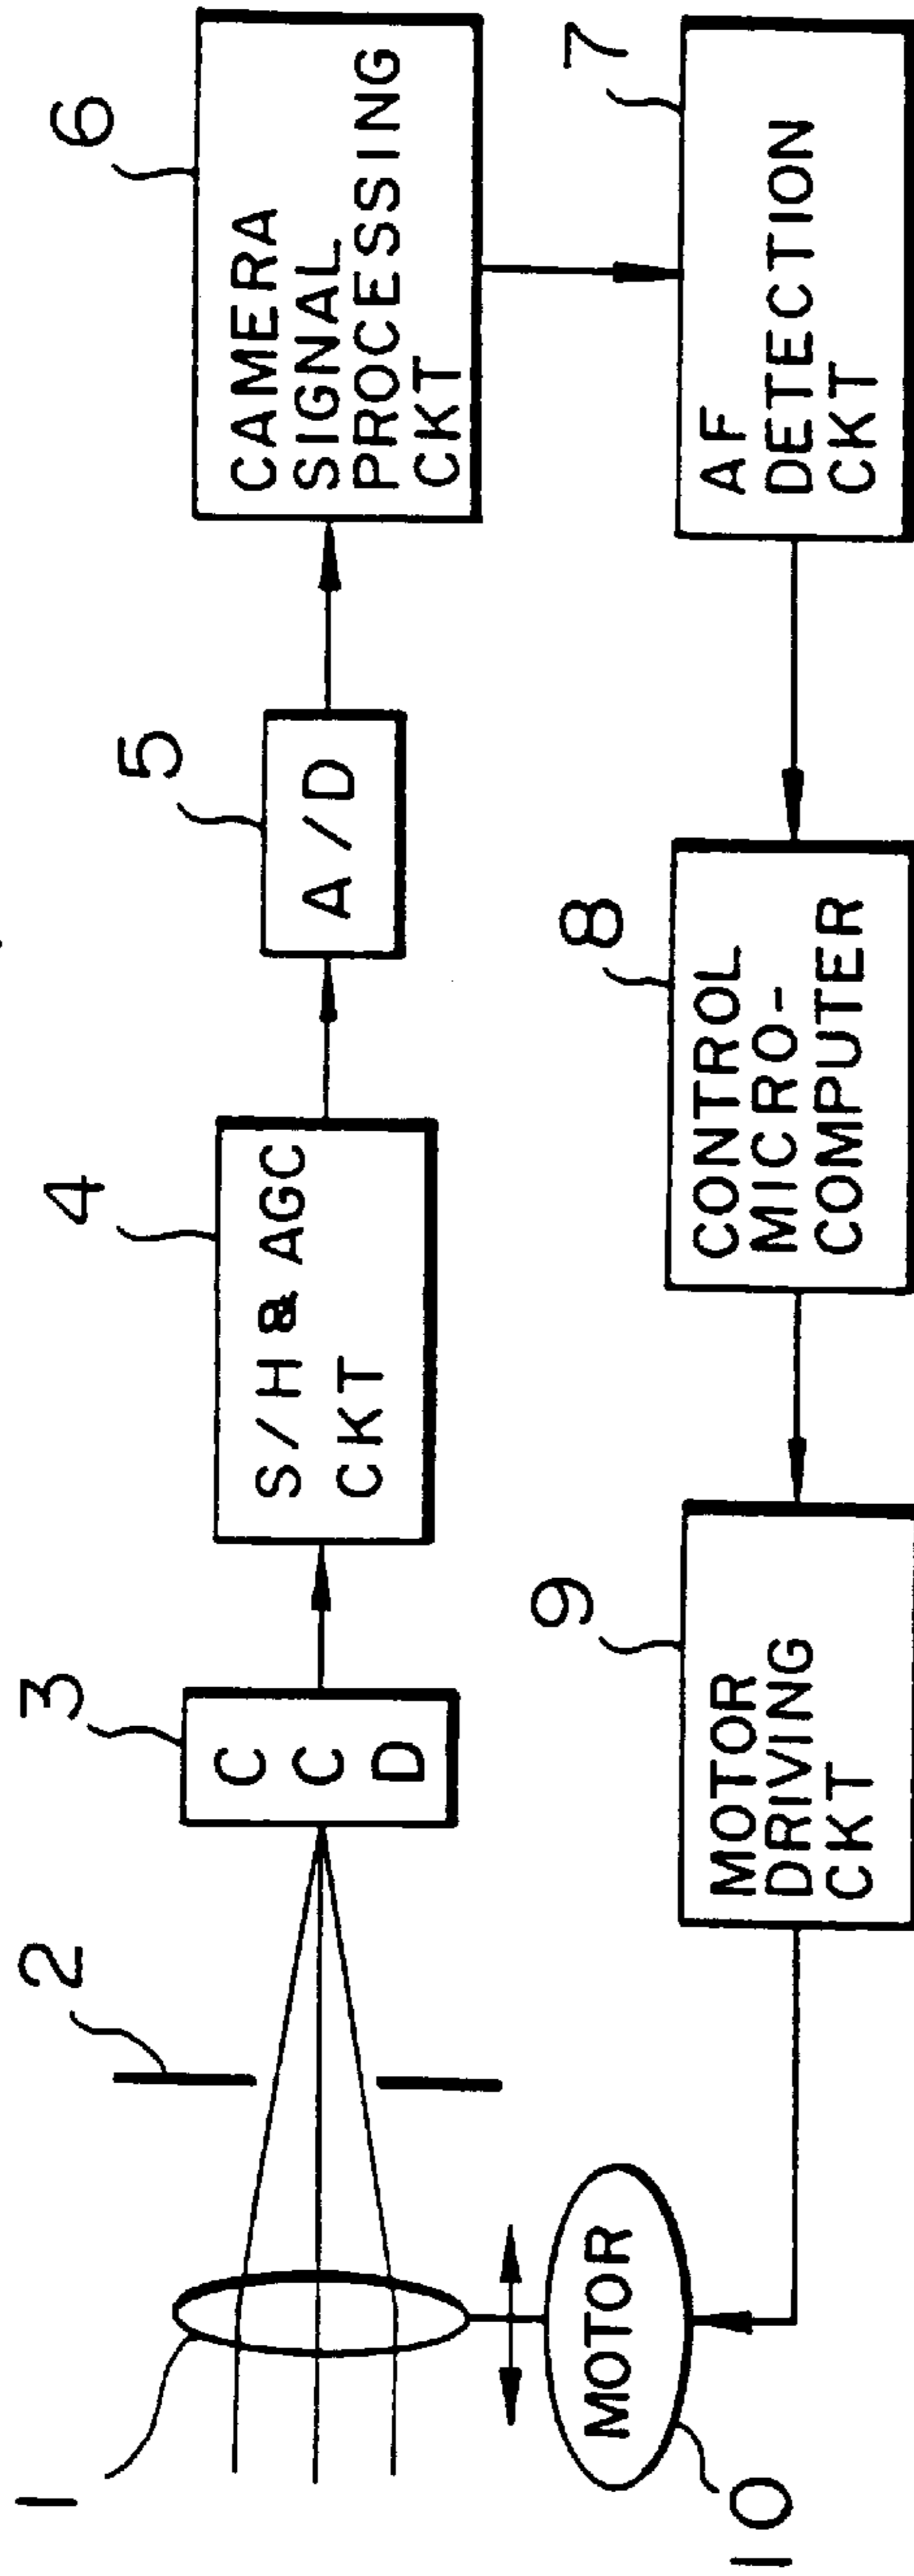 1
2
3
C
C
D
4
S/H & AGC
CKT
5
A/D
6
CAMERA
SIGNAL
PROCESSING
CKT
7
AF
DETECTION
CKT
8
CONTROL
MICRO-
COMPUTER
9
MOTOR
DRIVING
CKT
10
MOTOR